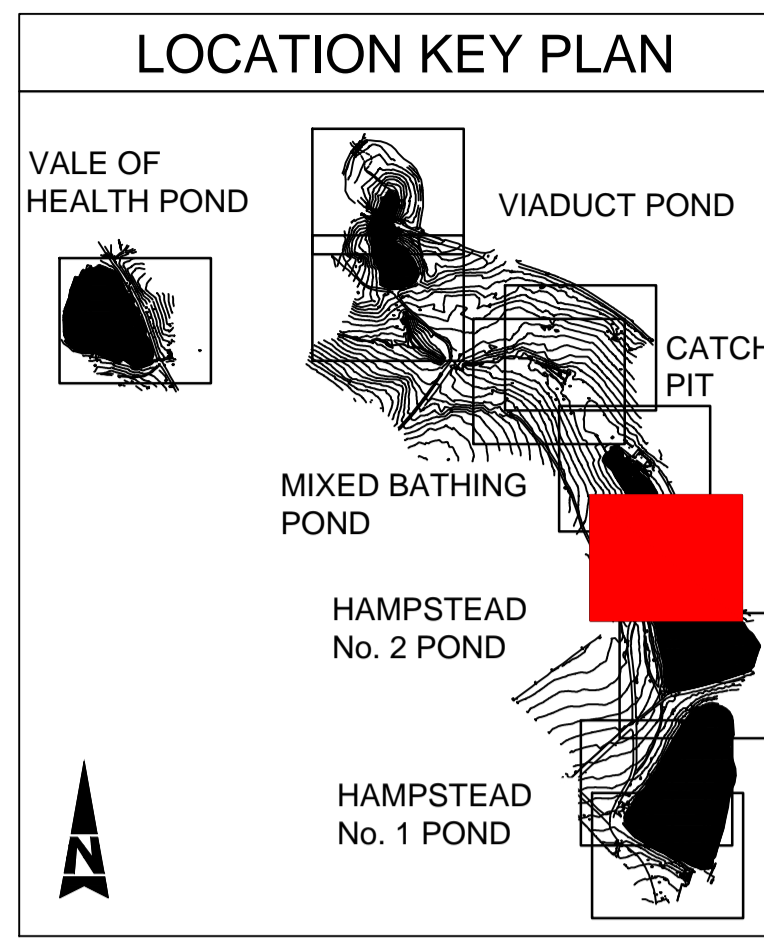 LOCATION KEY PLAN
VALE OF
HEALTH POND
VIADUCT POND
CATCH
PIT
MIXED BATHING
POND
HAMPSTEAD
No. 2 POND
HAMPSTEAD
No. 1 POND
N